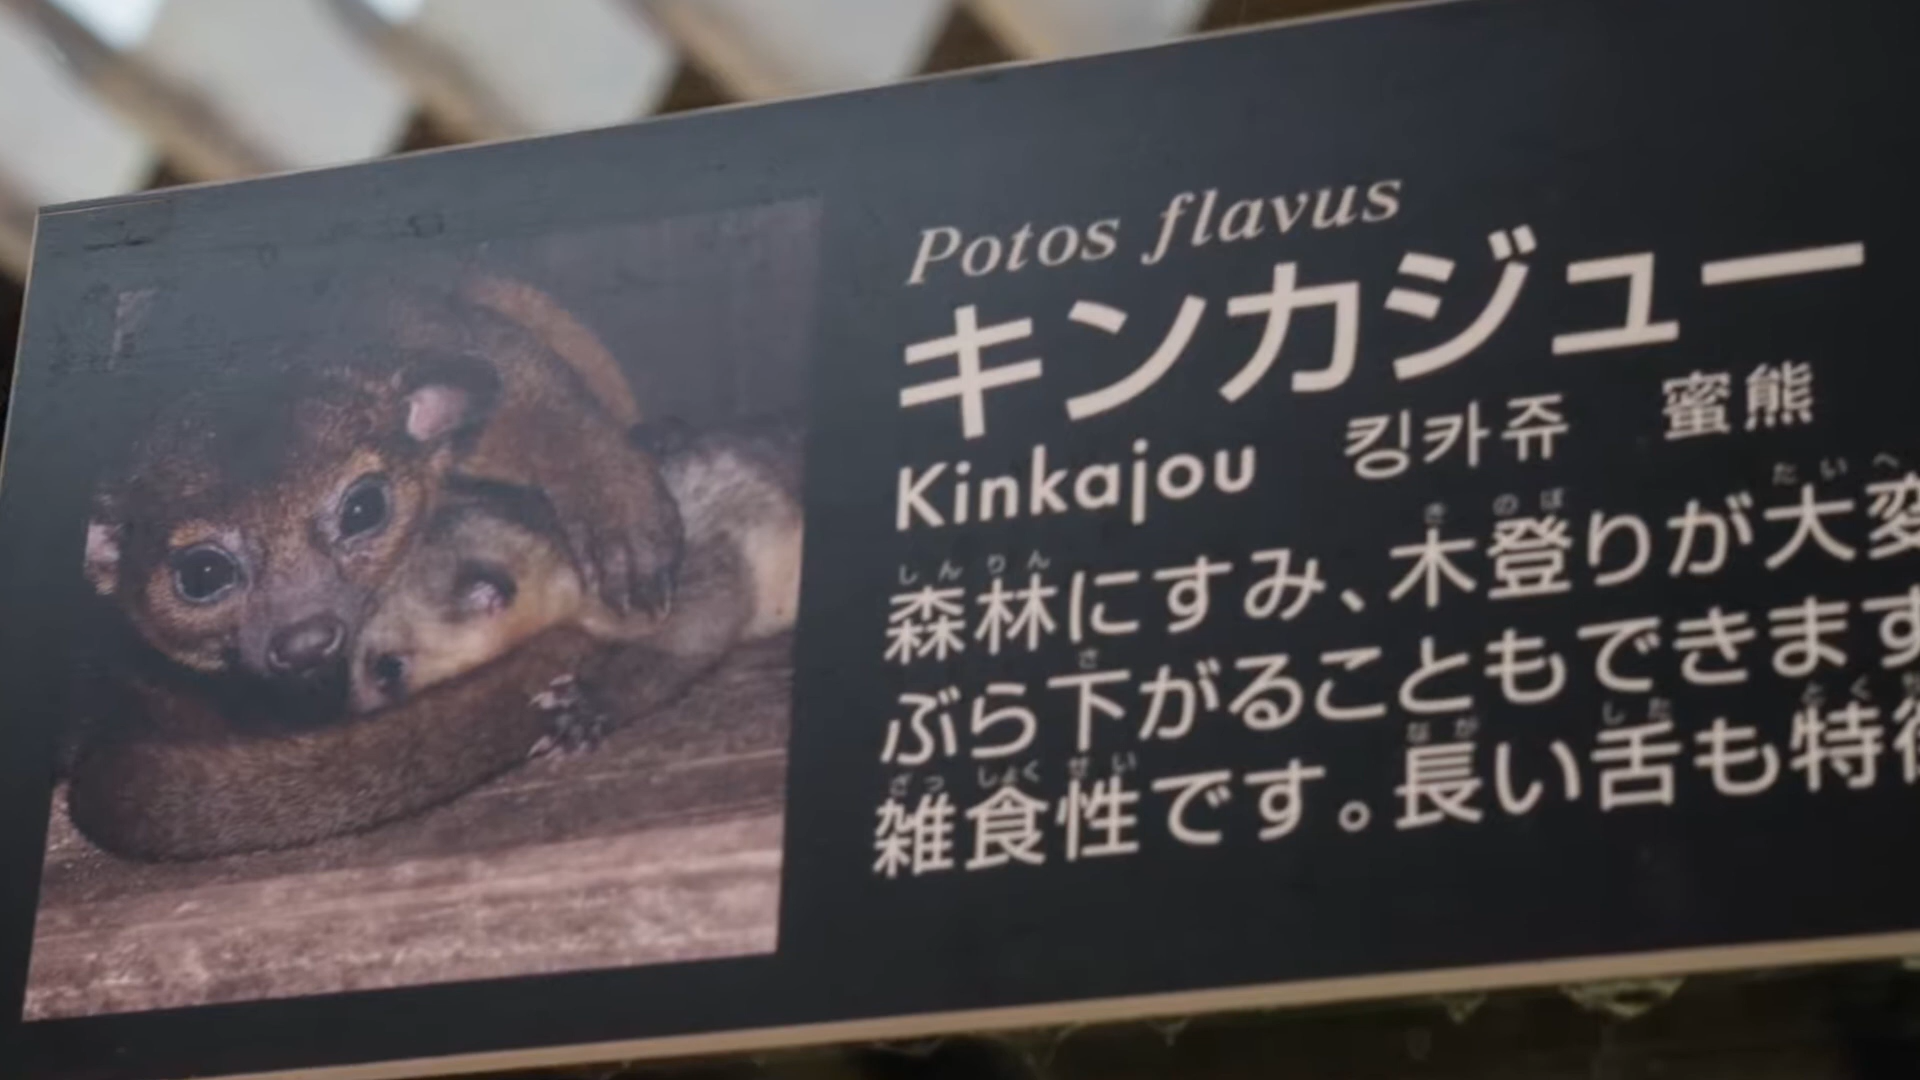 Potos flavus
キンカジュー
Kinkajou 킹카쥬 蜜熊
しんりん き のぼ たいへ
森林にすみ、木登りが大変
さ
ぶら下がることもできます
ざっしょくせい なが した とく
雑食性です。長い舌も特